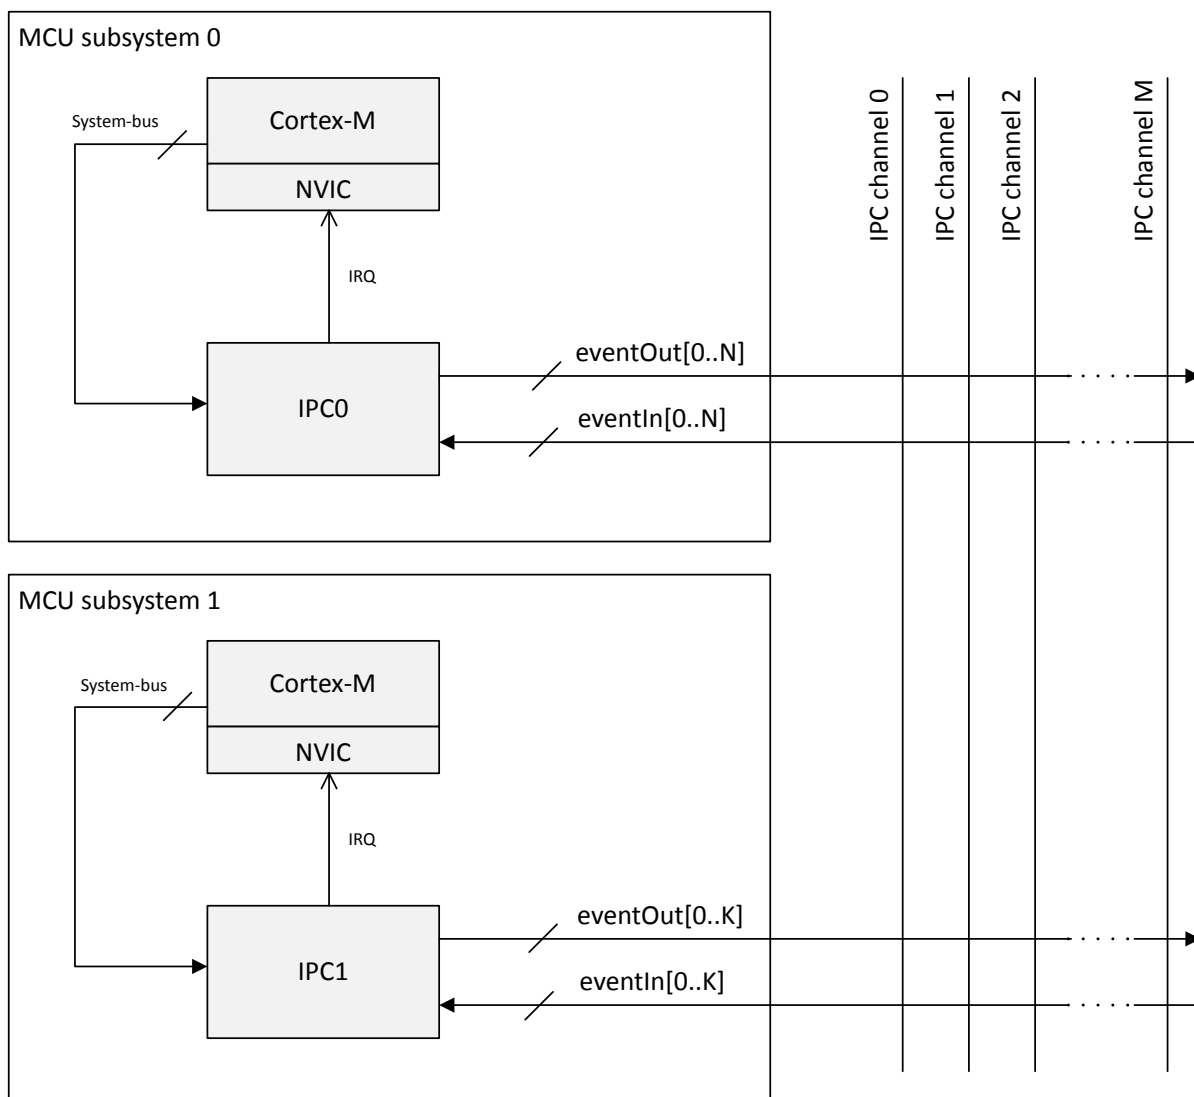 MCU subsystem 0
Cortex-M
System-bus
NVIC
IRQ
eventOut[0..N]
IPC0
eventIn[0..N]
IPC channel 0
IPC channel 1
IPC channel 2
IPC channel M
MCU subsystem 1
Cortex-M
System-bus
NVIC
IRQ
eventOut[0..K]
IPC1
eventIn[0..K]